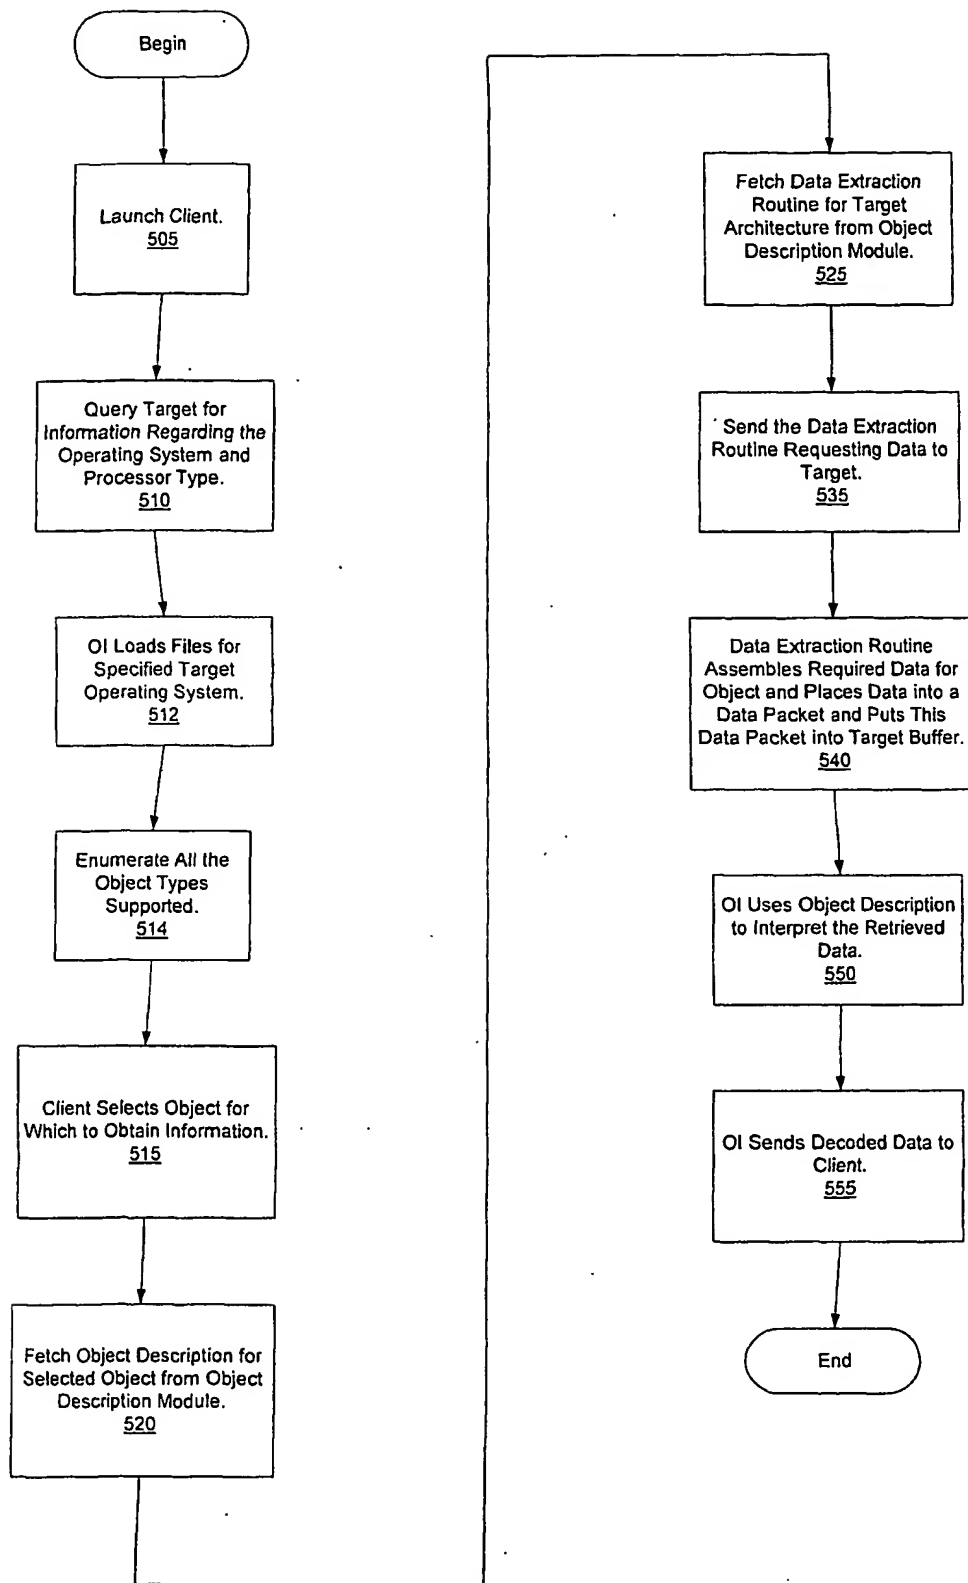 Begin
Launch Client.
505
Query Target for
Information Regarding the
Operating System and
Processor Type.
510
OI Loads Files for
Specified Target
Operating System.
512
Enumerate All the
Object Types
Supported.
514
Client Selects Object for
Which to Obtain Information.
515
Fetch Object Description for
Selected Object from Object
Description Module.
520
Fetch Data Extraction
Routine for Target
Architecture from Object
Description Module.
525
Send the Data Extraction
Routine Requesting Data to
Target.
535
Data Extraction Routine
Assembles Required Data for
Object and Places Data into a
Data Packet and Puts This
Data Packet into Target Buffer.
540
OI Uses Object Description
to Interpret the Retrieved
Data.
550
OI Sends Decoded Data to
Client.
555
End